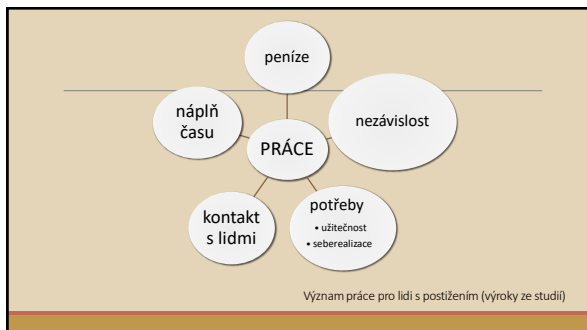 peníze
náplň
času
nezávislost
PRÁCE
kontakt
s lidmi
potřeby
• užitečnost
• seberealizace
Význam práce pro lidi s postižením (výroky ze studií)